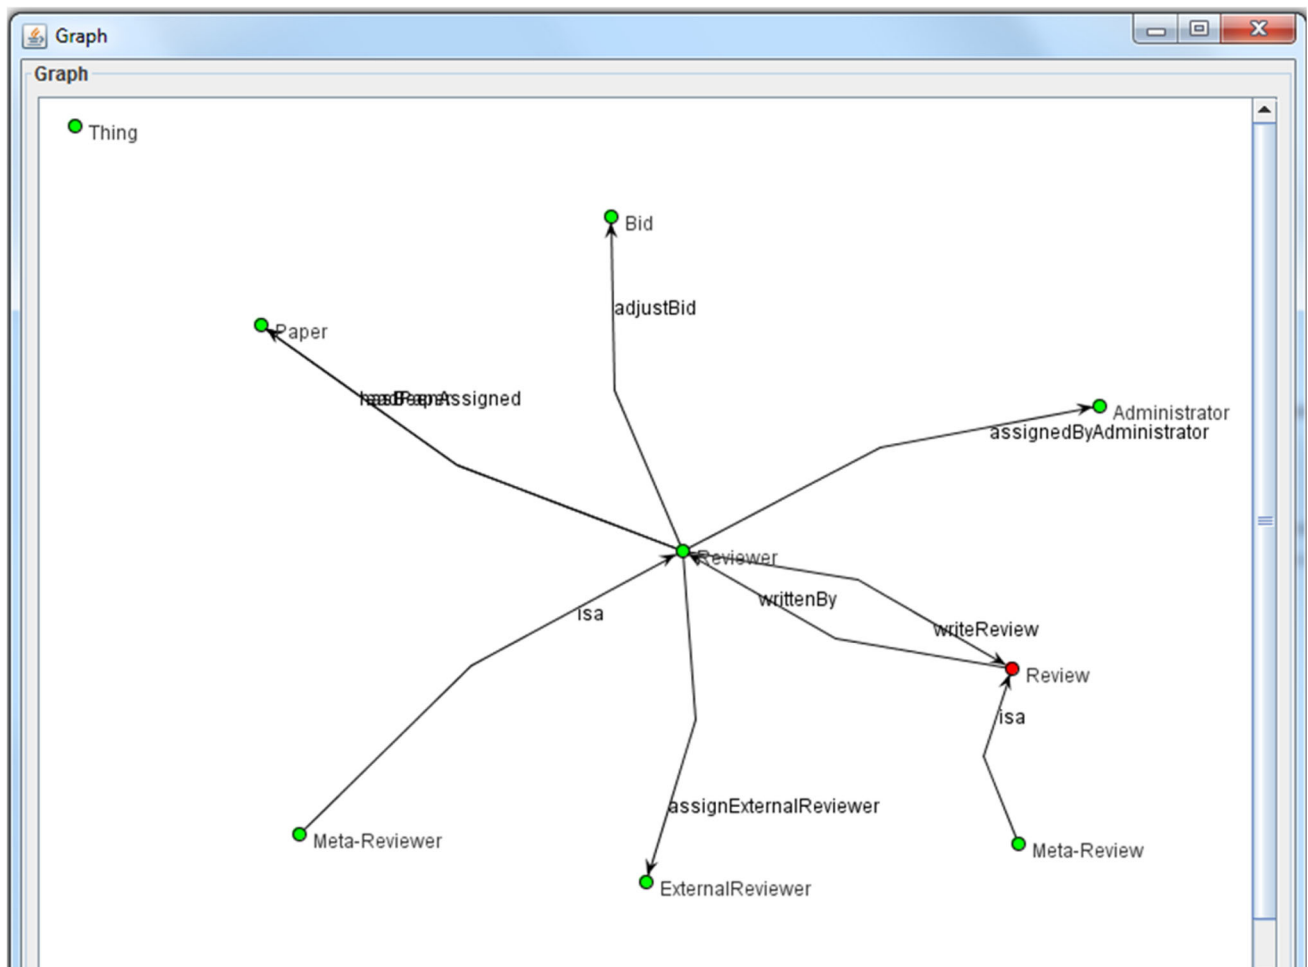 Graph
Graph
Thing
Bid
adjustBid
Paper
Administrator
assignedByAdministrator
Reviewer
writtenBy
isa
writeReview
Review
isa
assignExternalReviewer
Meta-Reviewer
Meta-Review
ExternalReviewer